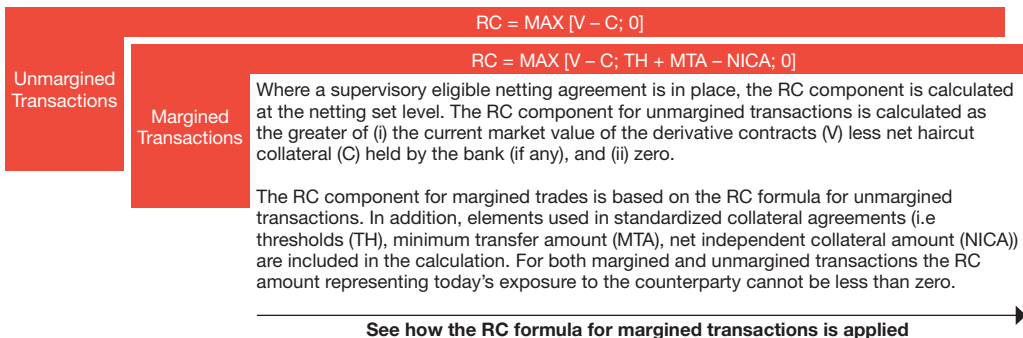 RC = MAX [V – C; 0]
Unmargined
Transactions
RC = MAX [V – C; TH + MTA – NICA; 0]
Margined
Transactions
Where a supervisory eligible netting agreement is in place, the RC component is calculated
at the netting set level. The RC component for unmargined transactions is calculated as
the greater of (i) the current market value of the derivative contracts (V) less net haircut
collateral (C) held by the bank (if any), and (ii) zero.
The RC component for margined trades is based on the RC formula for unmargined
transactions. In addition, elements used in standardized collateral agreements (i.e
thresholds (TH), minimum transfer amount (MTA), net independent collateral amount (NICA))
are included in the calculation. For both margined and unmargined transactions the RC
amount representing today’s exposure to the counterparty cannot be less than zero.
See how the RC formula for margined transactions is applied